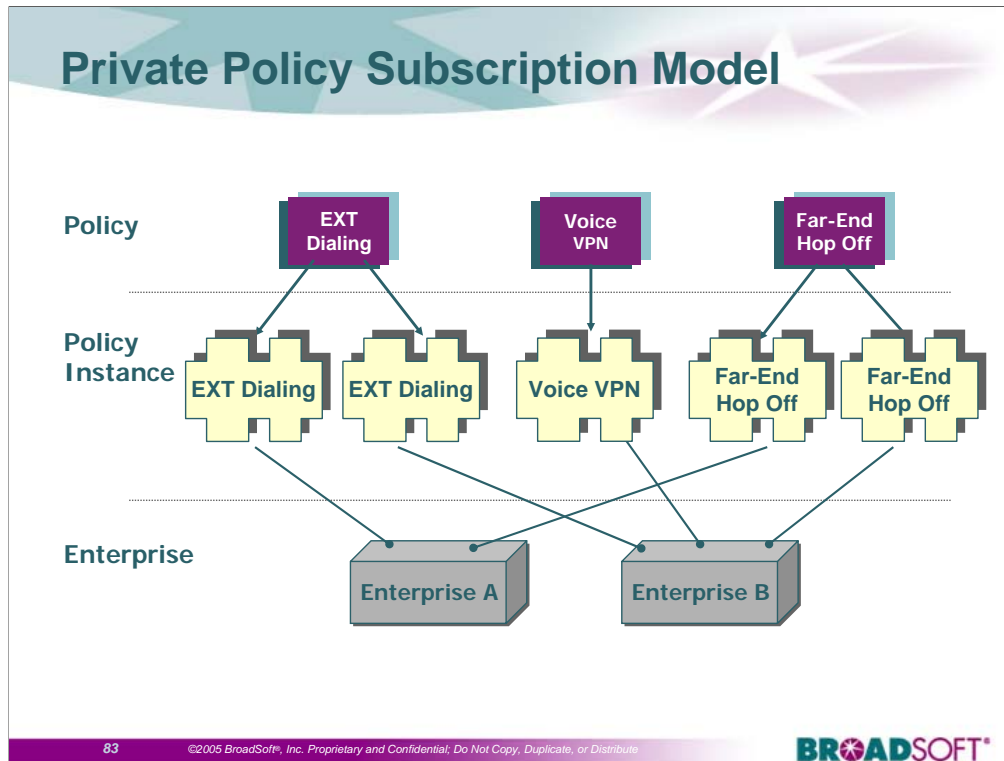 Private Policy Subscription Model
Policy
EXT
Dialing
Voice
VPN
Far-End
Hop Off
Policy
Instance
EXT Dialing
EXT Dialing
Voice VPN
Far-End
Hop Off
Far-End
Hop Off
Enterprise
Enterprise A
Enterprise B
83
©2005 BroadSoft®, Inc. Proprietary and Confidential; Do Not Copy, Duplicate, or Distribute
BROADSOFT®